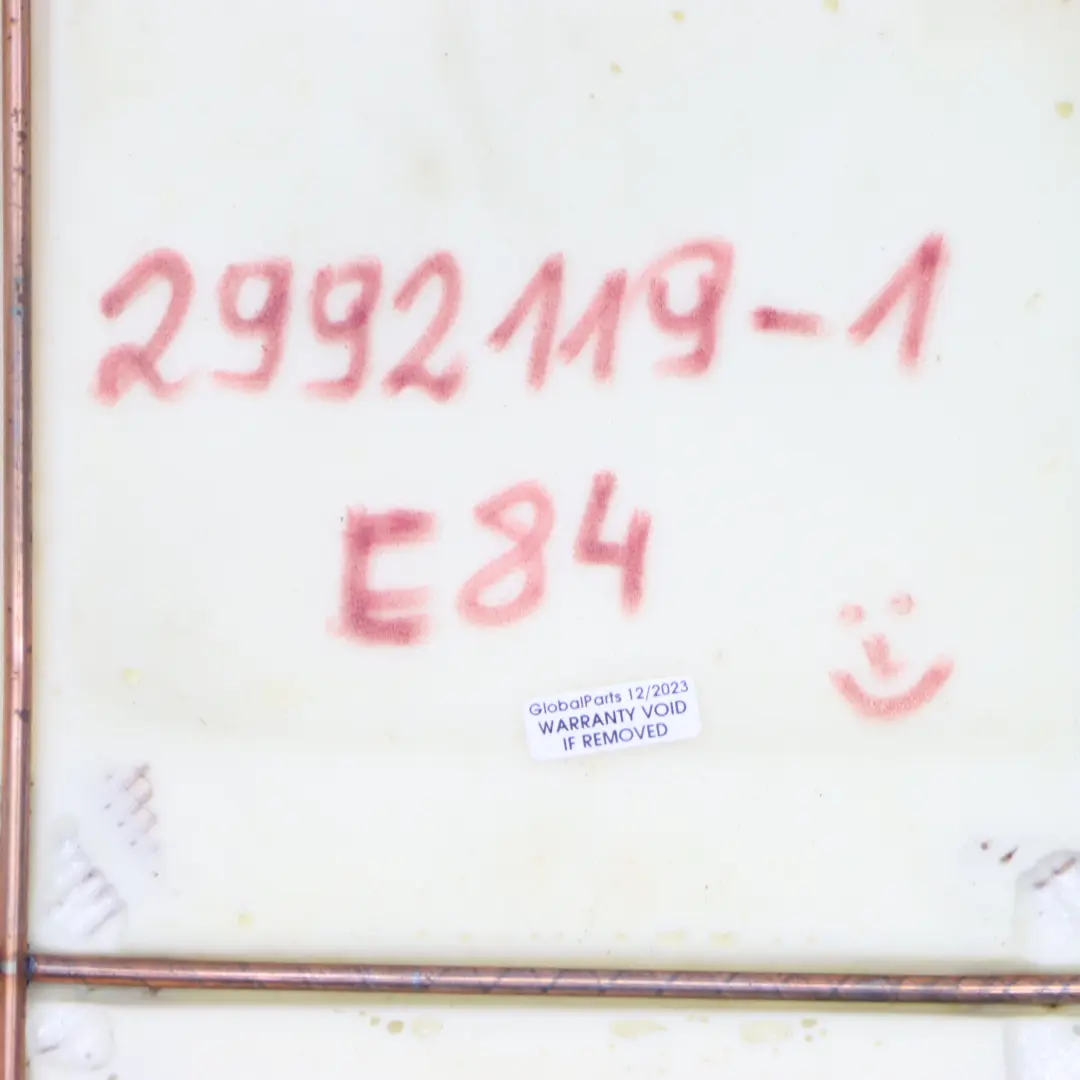 2992119-1
E84
GlobalParts 12/2023
WARRANTY VOID
IF REMOVED